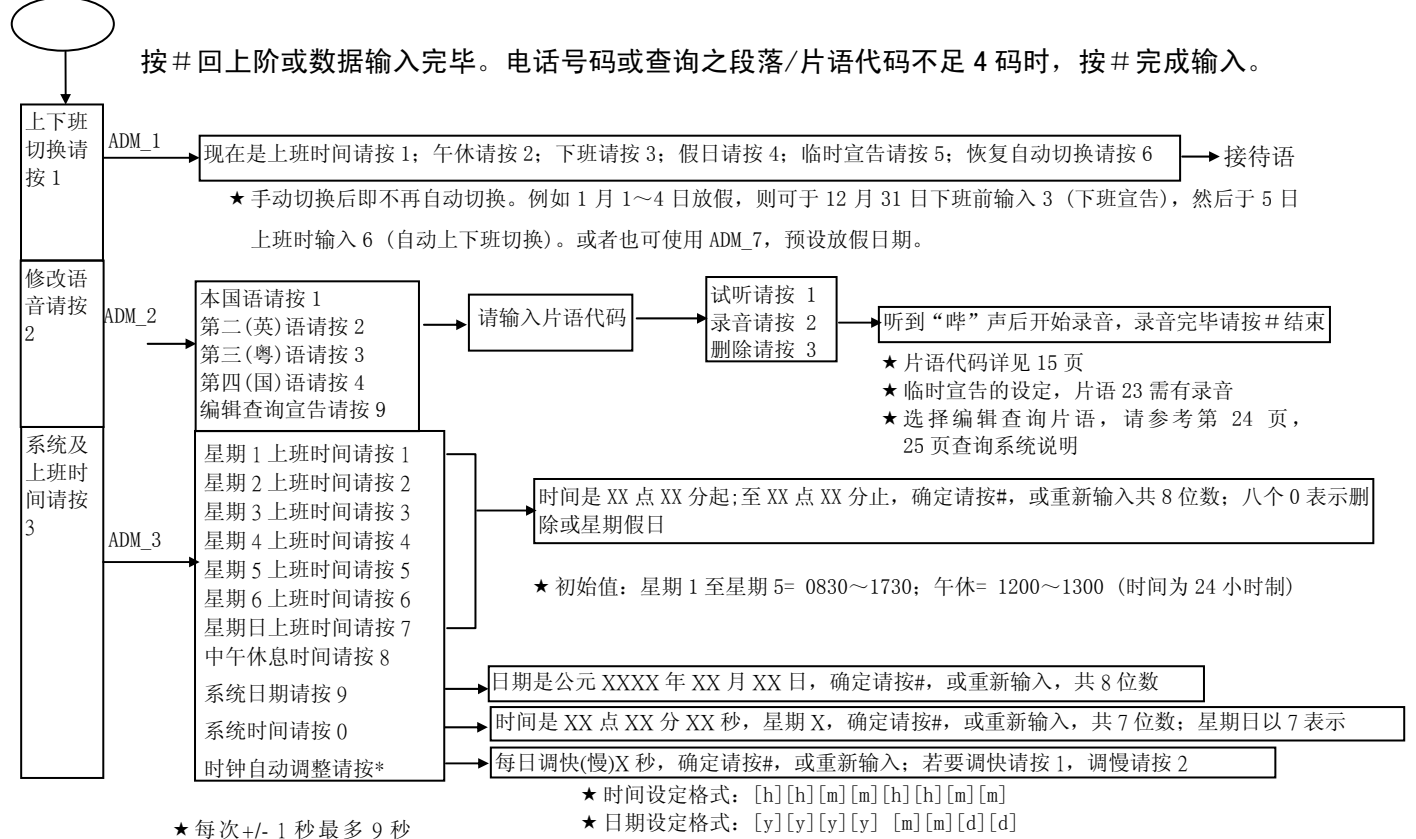 按＃回上阶或数据输入完毕。电话号码或查询之段落/片语代码不足 4 码时，按＃完成输入。
上下班
切换请
按 1
ADM_1
现在是上班时间请按 1；午休请按 2；下班请按 3；假日请按 4；临时宣告请按 5；恢复自动切换请按 6
接待语
★ 手动切换后即不再自动切换。例如 1 月 1～4 日放假，则可于 12 月 31 日下班前输入 3 (下班宣告)，然后于 5 日
上班时输入 6 (自动上下班切换)。或者也可使用 ADM_7，预设放假日期。
修改语
音请按
2
ADM_2
本国语请按 1
第二(英)语请按 2
第三(粤)语请按 3
第四(国)语请按 4
编辑查询宣告请按 9
请输入片语代码
试听请按 1
录音请按 2
删除请按 3
听到“哔”声后开始录音，录音完毕请按＃结束
★ 片语代码详见 15 页
★ 临时宣告的设定，片语 23 需有录音
★ 选择编辑查询片语，请参考第 24 页，
25 页查询系统说明
系统及
上班时
间请按
3
ADM_3
星期 1 上班时间请按 1
星期 2 上班时间请按 2
星期 3 上班时间请按 3
星期 4 上班时间请按 4
星期 5 上班时间请按 5
星期 6 上班时间请按 6
星期日上班时间请按 7
中午休息时间请按 8
系统日期请按 9
系统时间请按 0
时钟自动调整请按*
时间是 XX 点 XX 分起;至 XX 点 XX 分止，确定请按#，或重新输入共 8 位数；八个 0 表示删
除或星期假日
★ 初始值：星期 1 至星期 5= 0830～1730；午休= 1200～1300 (时间为 24 小时制)
日期是公元 XXXX 年 XX 月 XX 日，确定请按#，或重新输入，共 8 位数
时间是 XX 点 XX 分 XX 秒，星期 X，确定请按#，或重新输入，共 7 位数；星期日以 7 表示
每日调快(慢)X 秒，确定请按#，或重新输入；若要调快请按 1，调慢请按 2
★ 时间设定格式：[h][h][m][m][h][h][m][m]
★ 日期设定格式：[y][y][y][y] [m][m][d][d]
★ 每次+/- 1 秒最多 9 秒